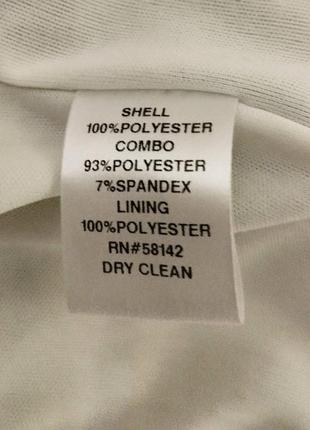 SHELL
100%POLYESTER
COMBO
93%POLYESTER
7%SPANDEX
LINING
100%POLYESTER
RN#58142
DRY CLEAN